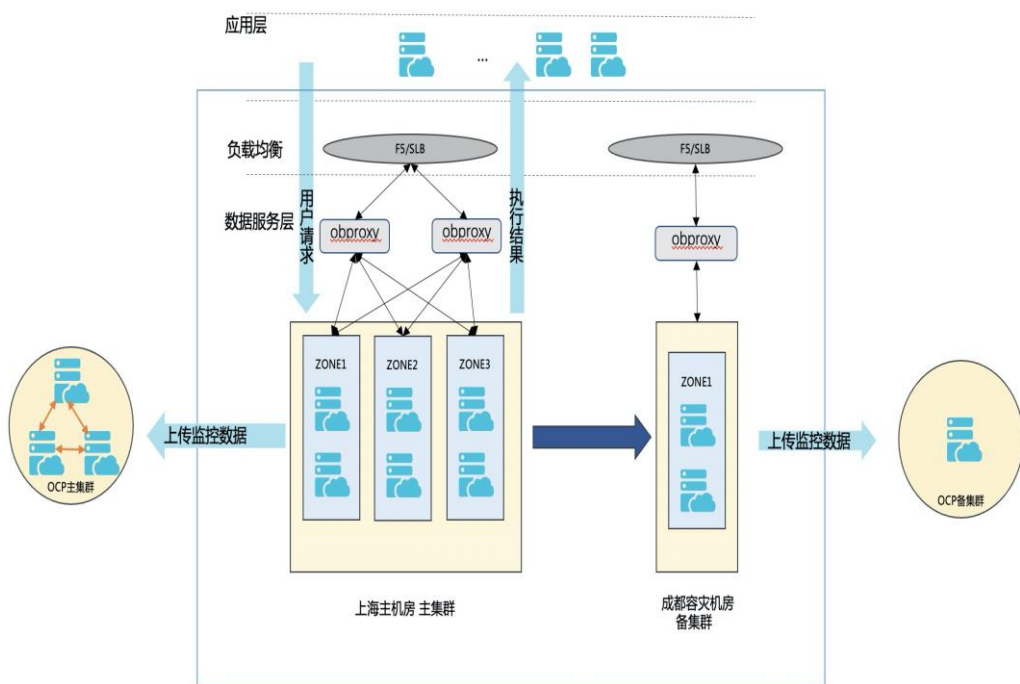 应用层
...
负载均衡
F5/SLB
F5/SLB
数据服务层
用户请求
执行结果
obproxy
obproxy
obproxy
ZONE1
ZONE2
ZONE3
ZONE1
上传监控数据
上传监控数据
OCP主集群
OCP备集群
上海主机房 主集群
成都容灾机房
备集群